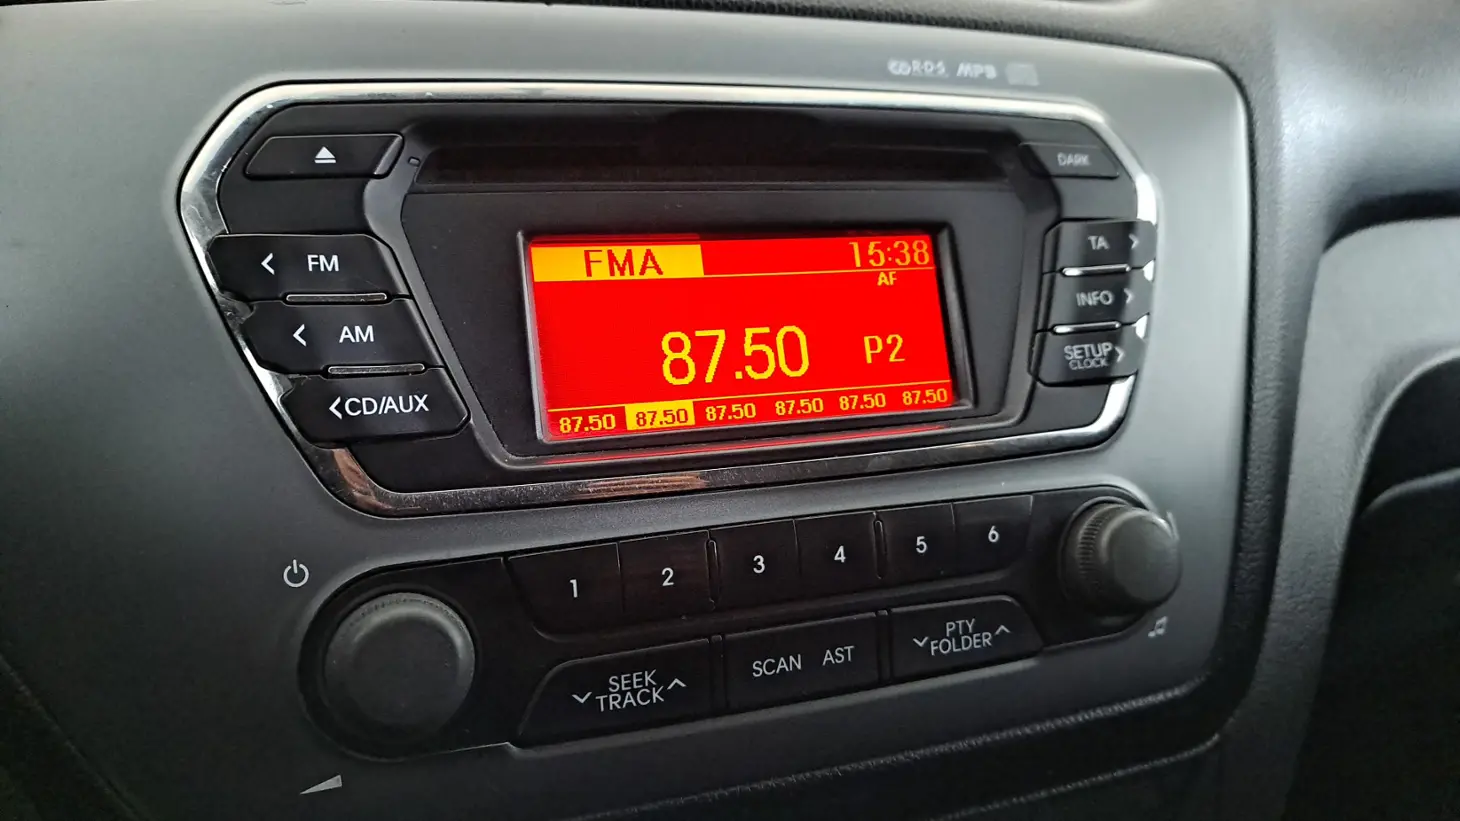 RDS MP3
DARK
FM
AM
CD/AUX
TA
INFO
SETUP
CLOCK
FMA 15:38
AF
87.50 P2
87.50 87.50 87.50 87.50 87.50 87.50
1 2 3 4 5 6
SEEK
TRACK
SCAN AST
PTY
FOLDER